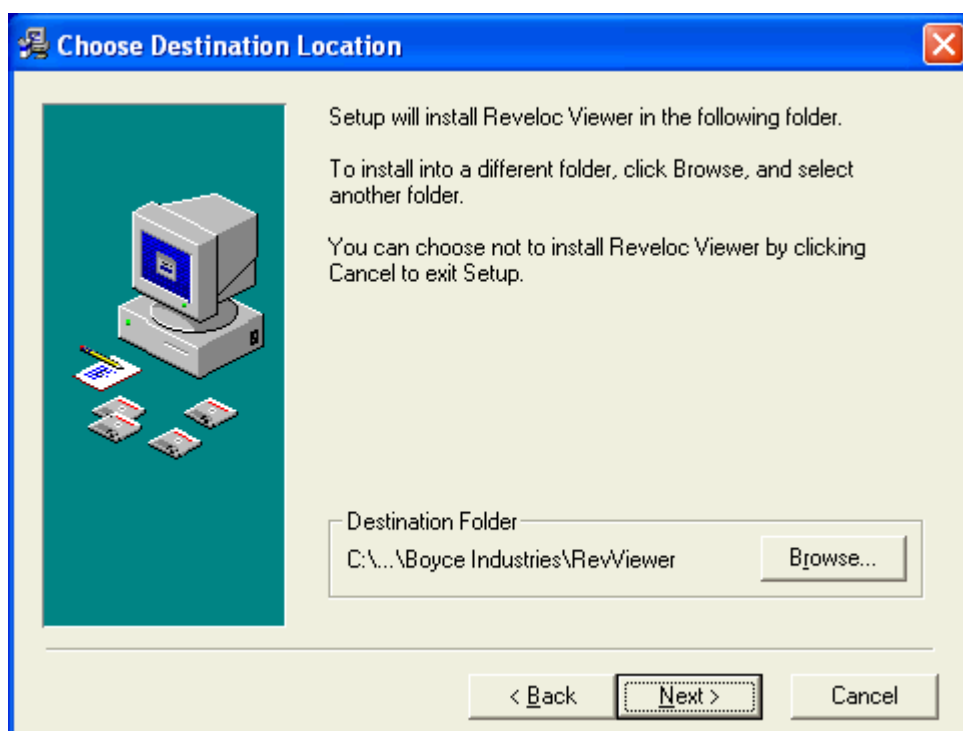 Choose Destination Location
Setup will install Reveloc Viewer in the following folder.
To install into a different folder, click Browse, and select
another folder.
You can choose not to install Reveloc Viewer by clicking
Cancel to exit Setup.
Destination Folder
C:\...\Boyce Industries\RevViewer
Browse...
< Back
Next >
Cancel